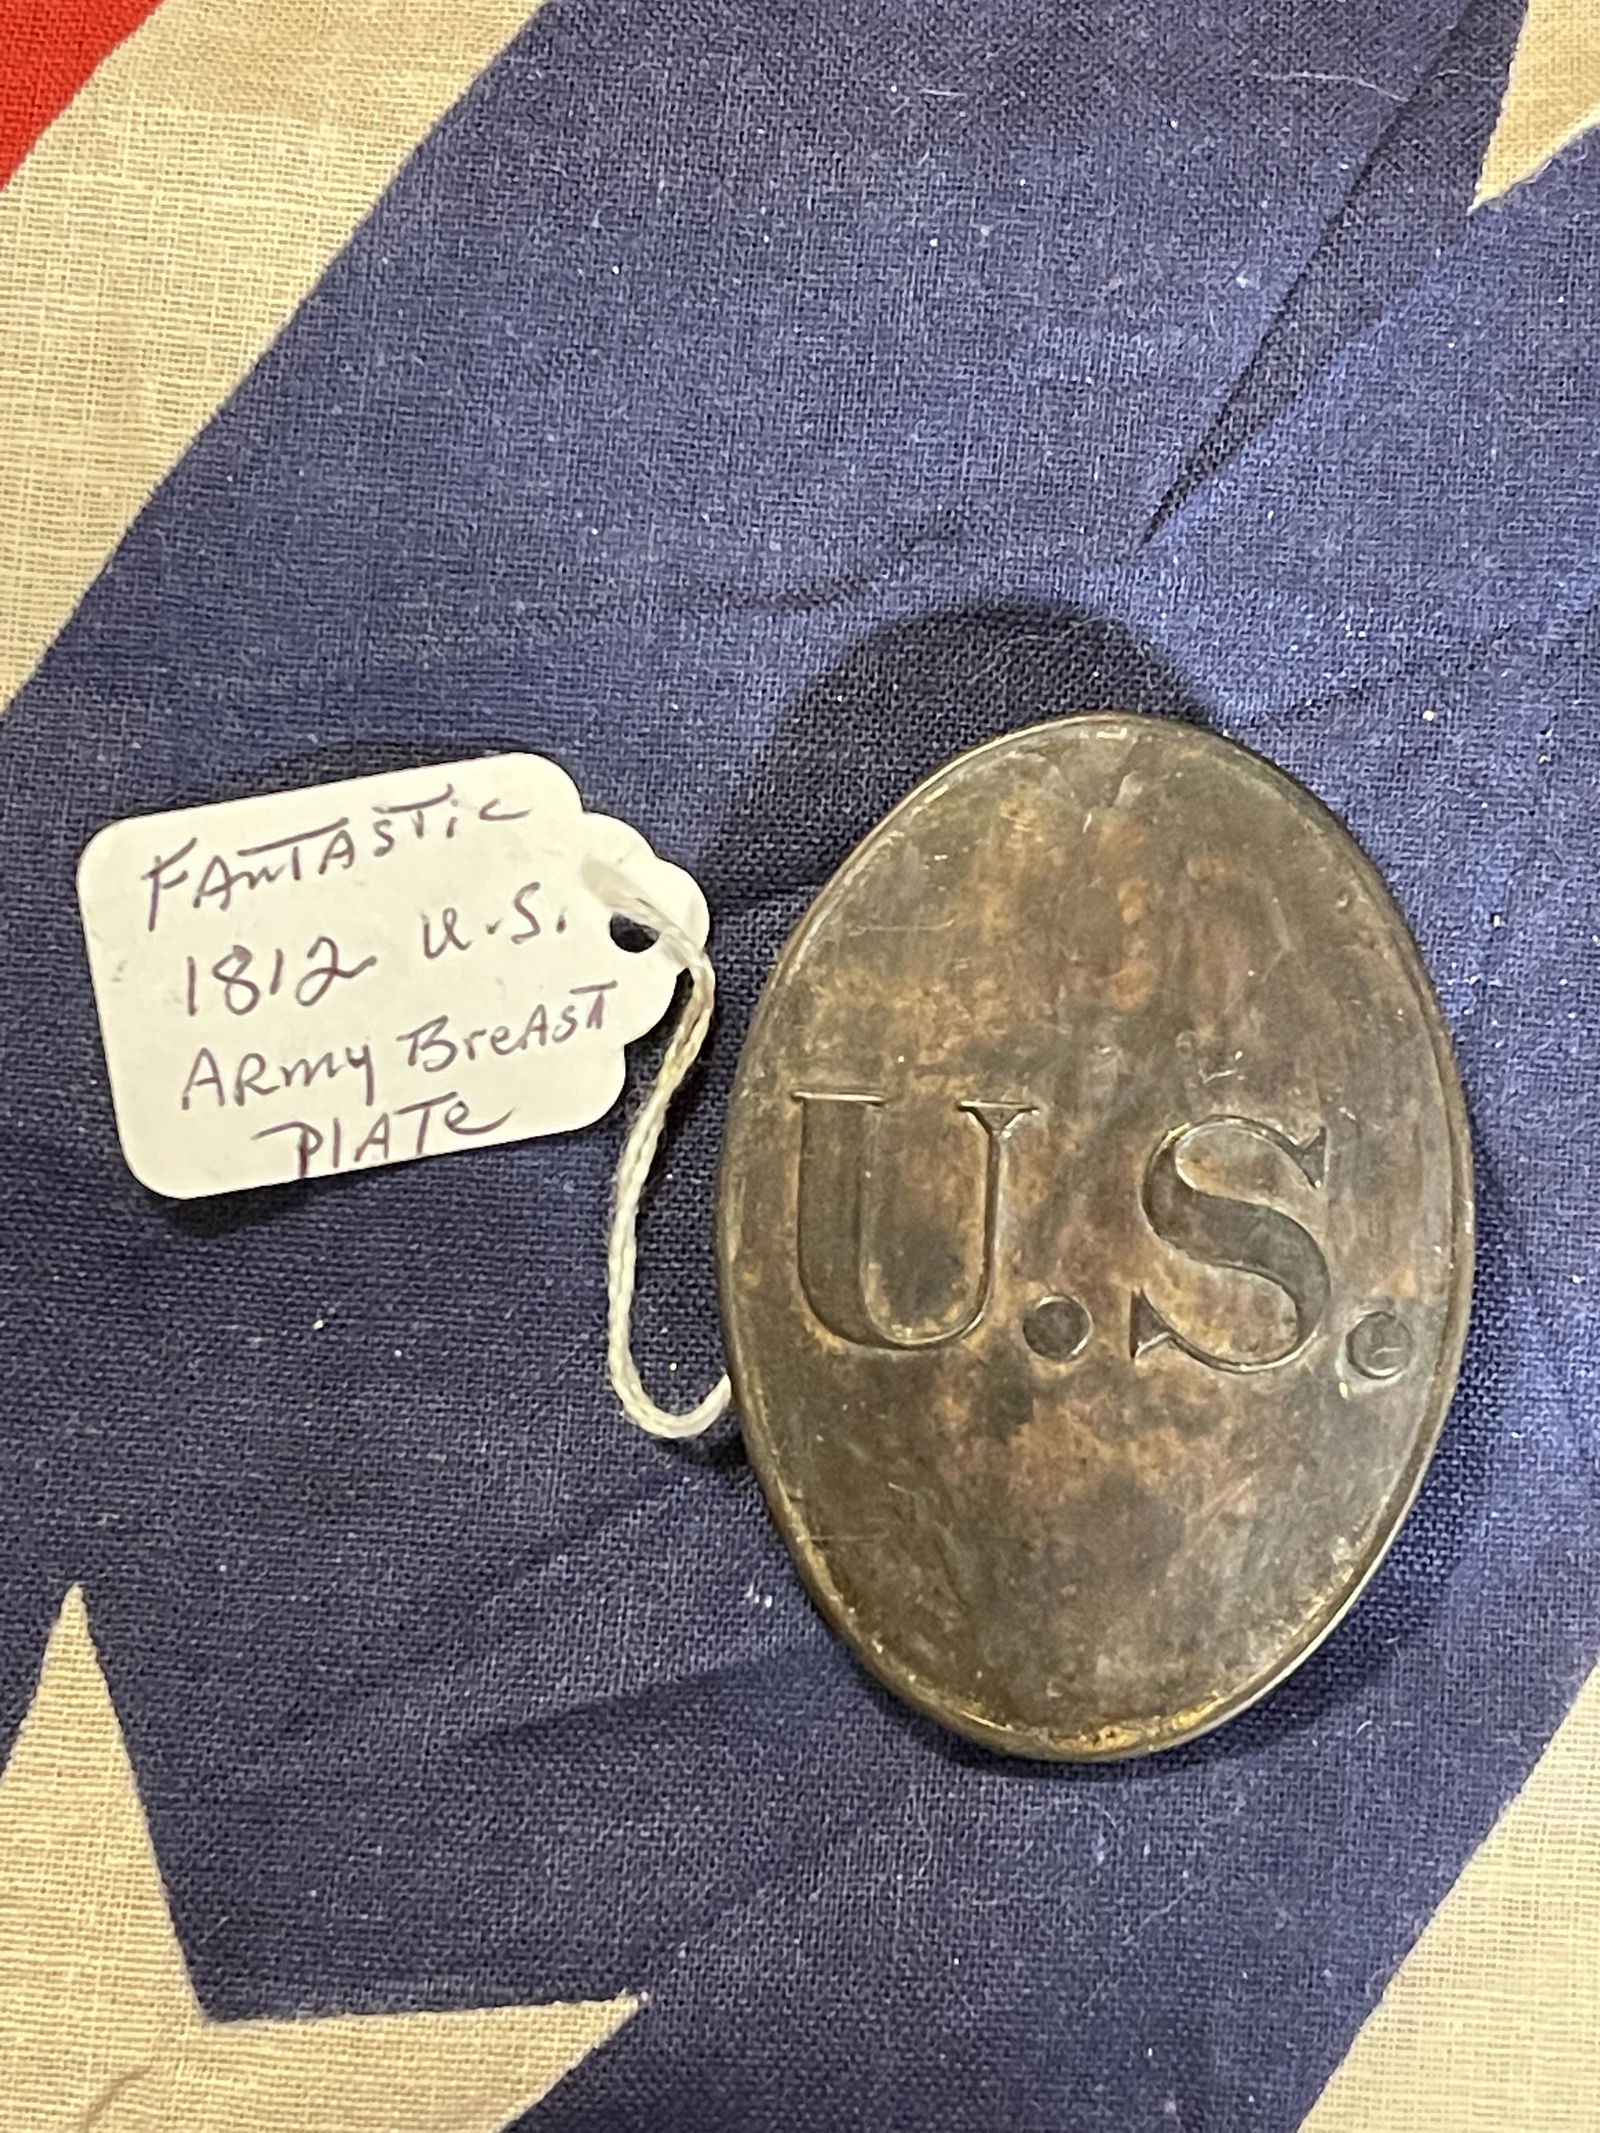 FANTASTIC
1812 U.S.
ARMY BreAST
PLATe
U.S.